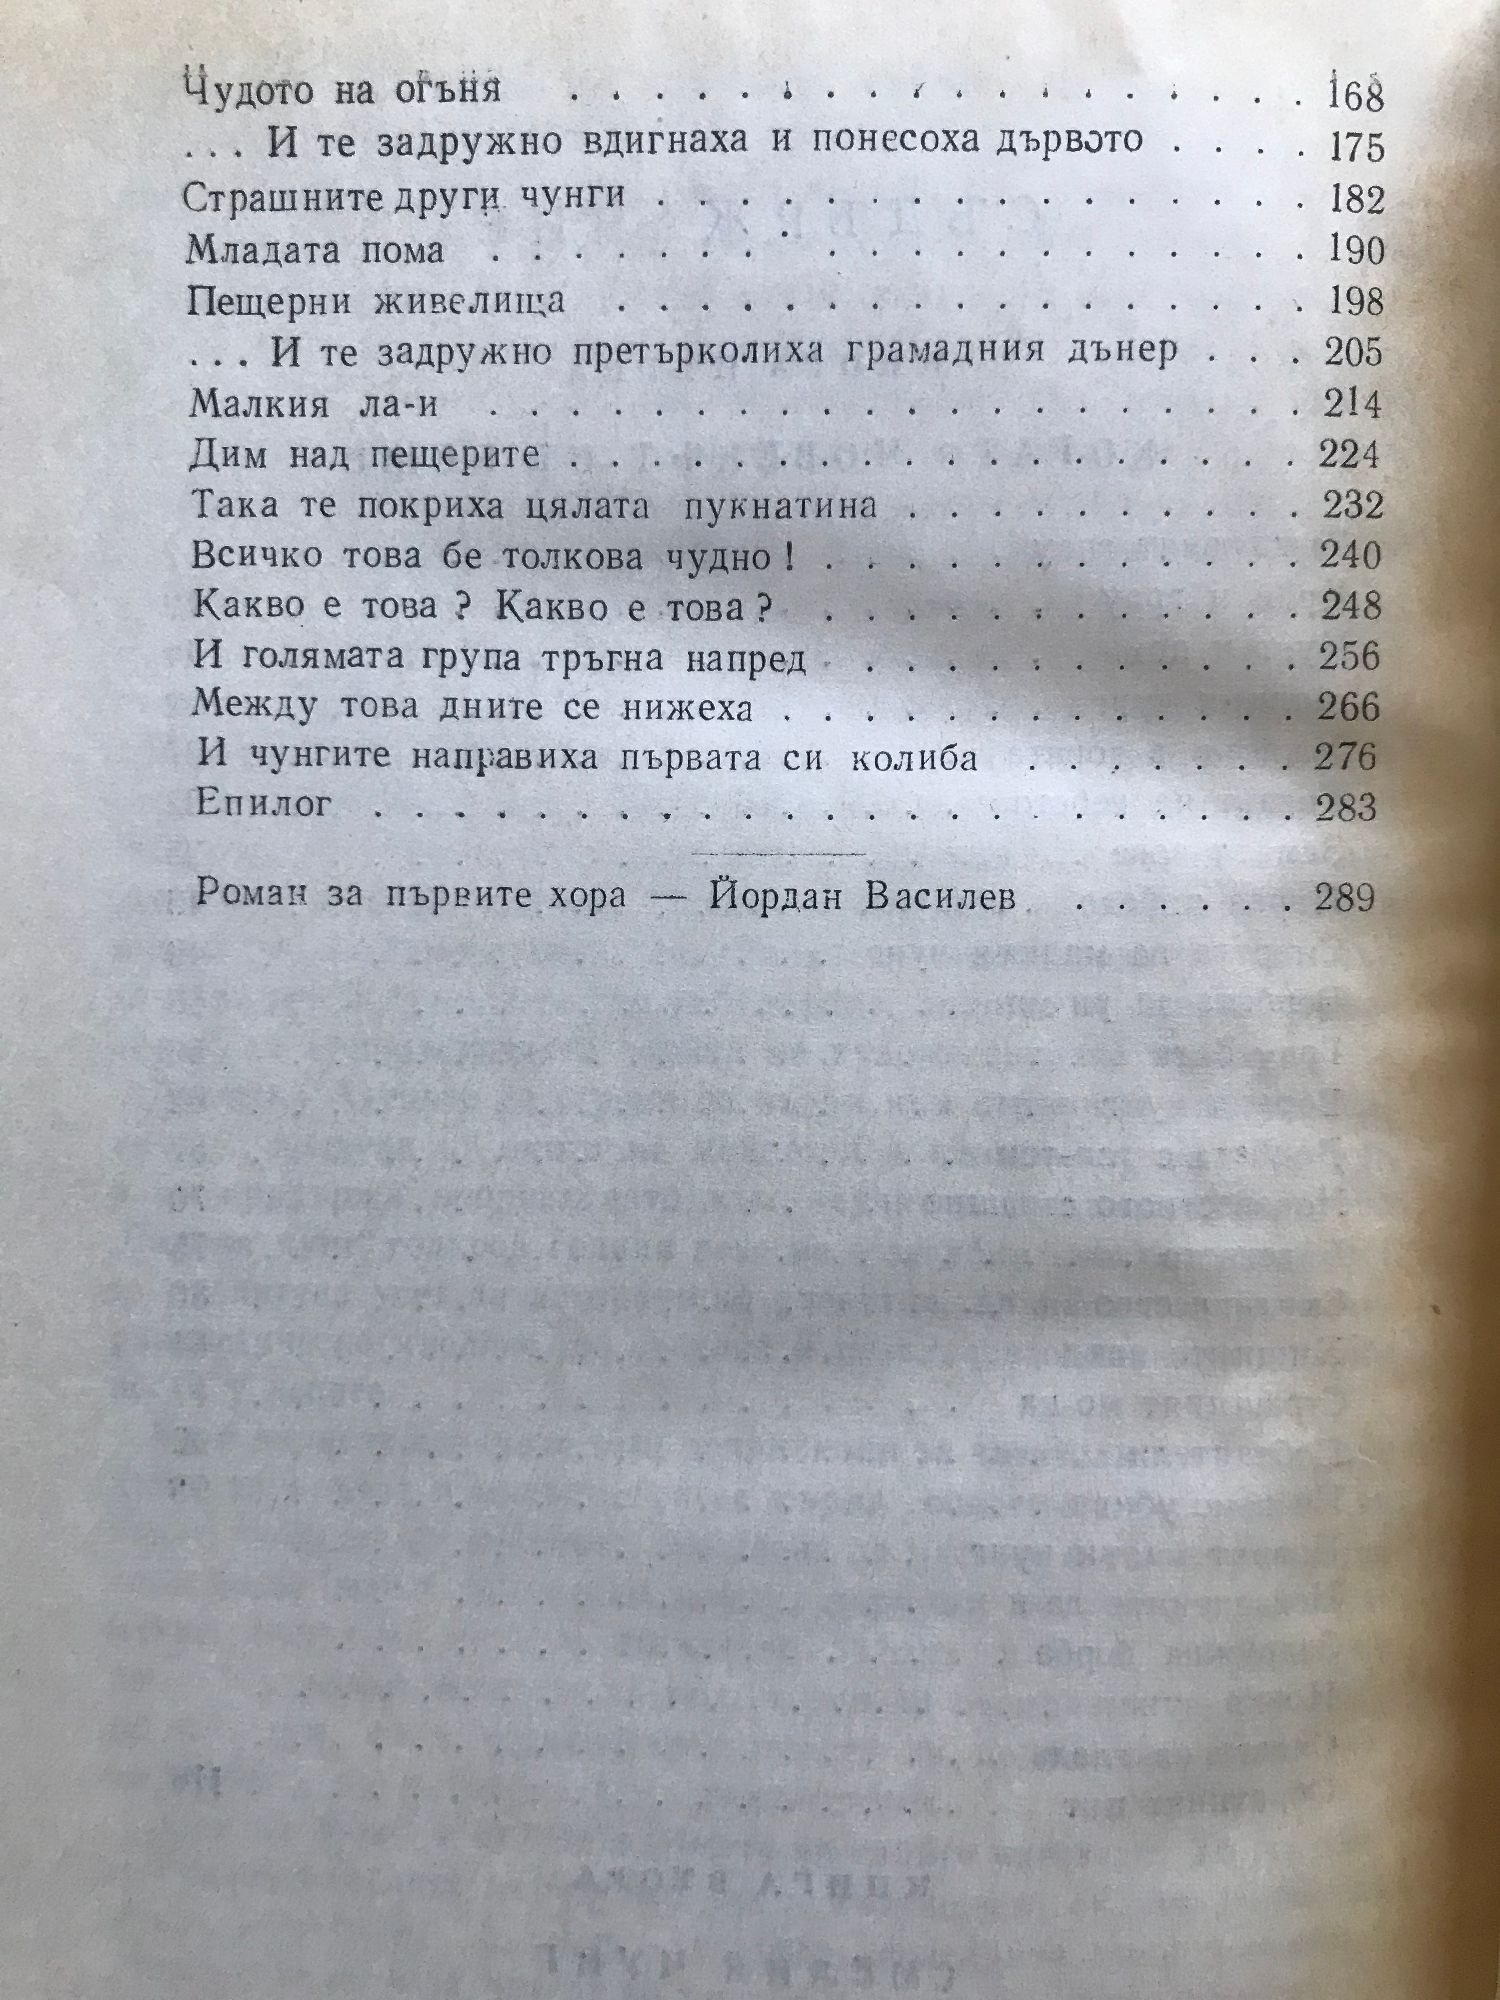 Чудото на огъня . . . . . . . . . . . . . . . . . . 168
. . . И те задружно вдигнаха и понесоха дървото . . . . 175
Страшните други чунги . . . . . . . . . . . . . . . . 182
Младата пома . . . . . . . . . . . . . . . . . . . . 190
Пещерни живелища . . . . . . . . . . . . . . . . . 198
. . . И те задружно претърколиха грамадния дънер . . . 205
Малкия ла-и . . . . . . . . . . . . . . . . . . . . 214
Дим над пещерите . . . . . . . . . . . . . . . . . . 224
Така те покриха цялата пукнатина . . . . . . . . . . 232
Всичко това бе толкова чудно ! . . . . . . . . . . . . 240
Какво е това ? Какво е това ? . . . . . . . . . . . . 248
И голямата група тръгна напред . . . . . . . . . . . 256
Между това дните се нижеха . . . . . . . . . . . . . 266
И чунгите направиха първата си колиба . . . . . . . 276
Епилог . . . . . . . . . . . . . . . . . . . . . . . 283
Роман за първите хора — Йордан Василев . . . . . . 289